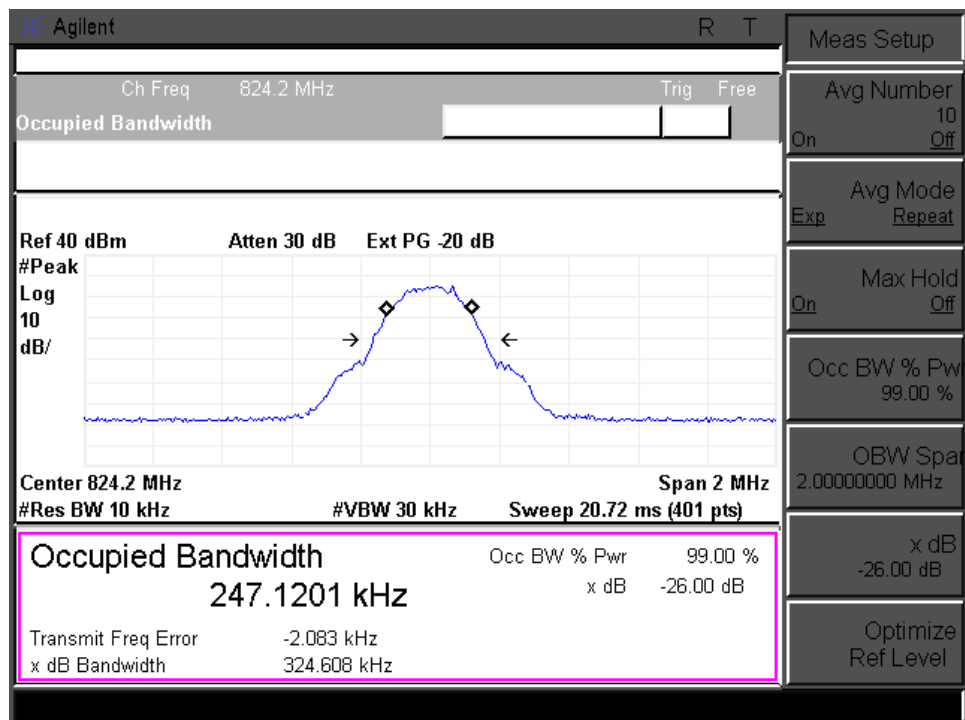 Agilent R T
Ch Freq 824.2 MHz Trig Free
Occupied Bandwidth
Ref 40 dBm Atten 30 dB Ext PG -20 dB
#Peak
Log
10
dB/
Center 824.2 MHz Span 2 MHz
#Res BW 10 kHz #VBW 30 kHz Sweep 20.72 ms (401 pts)
Occupied Bandwidth
247.1201 kHz
Occ BW % Pwr 99.00 %
x dB -26.00 dB
Transmit Freq Error -2.083 kHz
x dB Bandwidth 324.608 kHz
Meas Setup
Avg Number
10
On Off
Avg Mode
Exp Repeat
Max Hold
On Off
Occ BW % Pwr
99.00 %
OBW Spa
2.00000000 MHz
x dB
-26.00 dB
Optimize
Ref Level